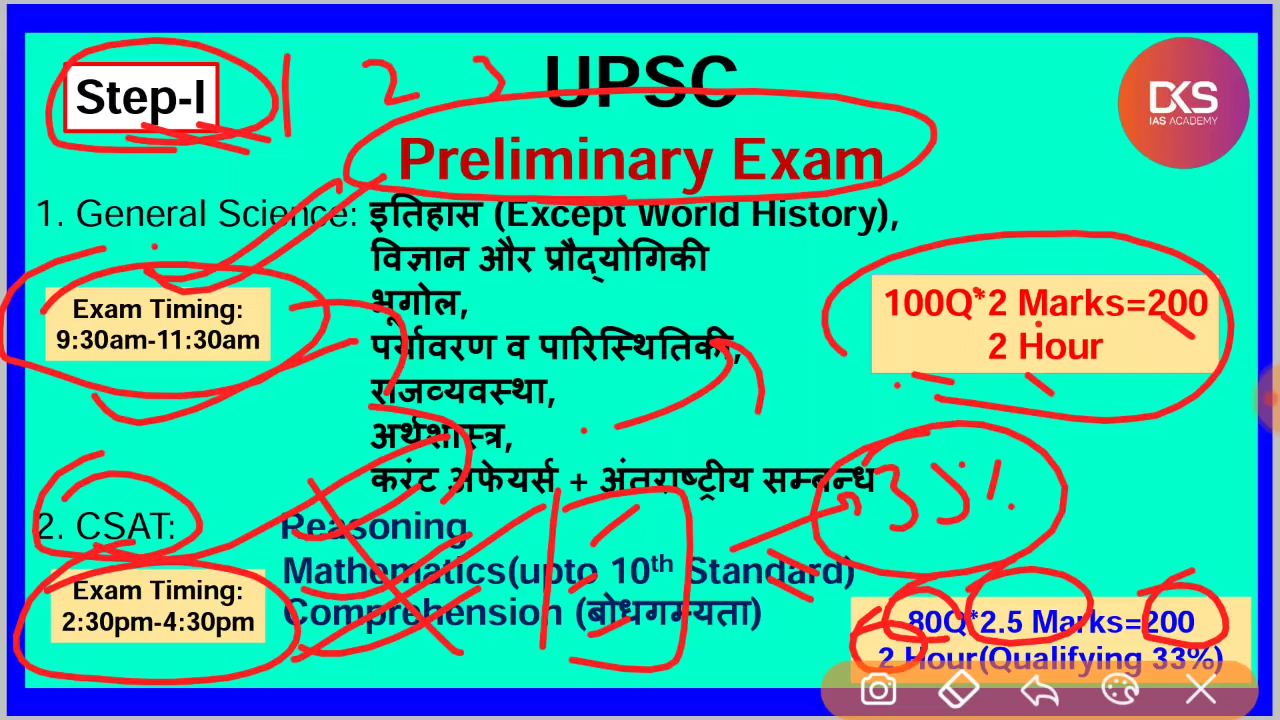 Step-I
1 2 3
UPSC
DKS
IAS ACADEMY
Preliminary Exam
1. General Science: इतिहास (Except World History),
विज्ञान और प्रौद्योगिकी
भूगोल,
Exam Timing:
9:30am-11:30am
100Q*2 Marks=200
2 Hour
पर्यावरण व पारिस्थितिकी,
राजव्यवस्था,
अर्थशास्त्र,
करंट अफेयर्स + अंतराष्ट्रीय सम्बन्ध
2. CSAT: Reasoning
Mathematics(upto 10th Standard)
Comprehension (बोधगम्यता)
Exam Timing:
2:30pm-4:30pm
80Q*2.5 Marks=200
2 Hour(Qualifying 33%)